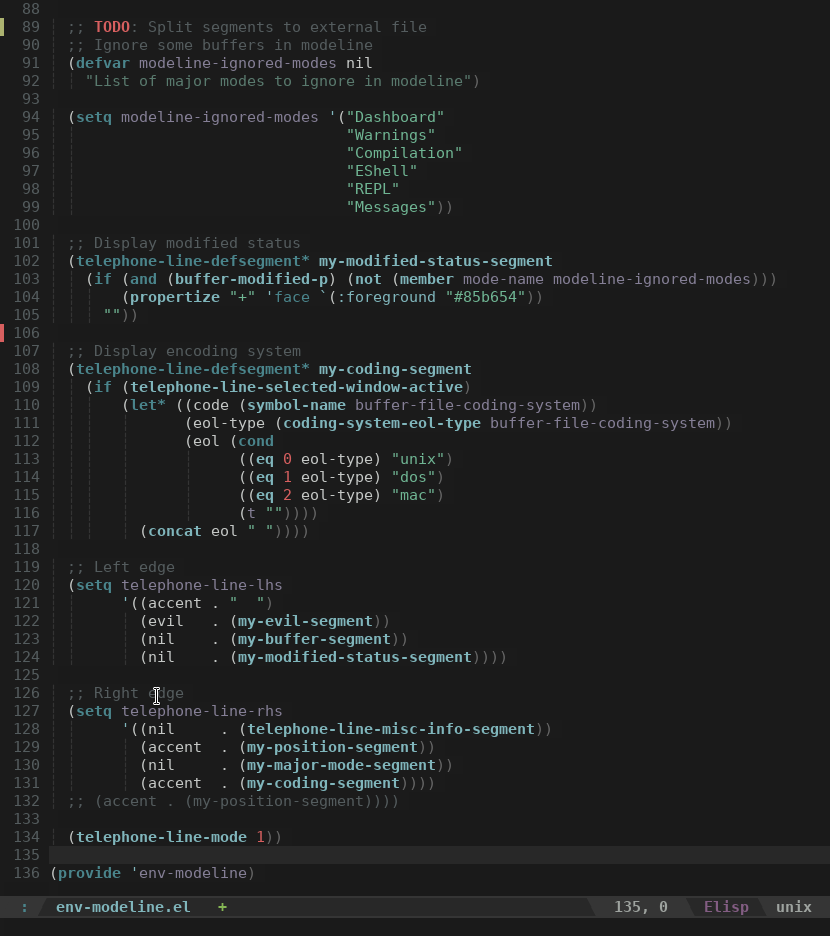 88
89 ;; TODO: Split segments to external file
90 ;; Ignore some buffers in modeline
91 (defvar modeline-ignored-modes nil
92 "List of major modes to ignore in modeline")
93
94 (setq modeline-ignored-modes '("Dashboard"
95 "Warnings"
96 "Compilation"
97 "EShell"
98 "REPL"
99 "Messages"))
100
101 ;; Display modified status
102 (telephone-line-defsegment* my-modified-status-segment
103 (if (and (buffer-modified-p) (not (member mode-name modeline-ignored-modes)))
104 (propertize "+" 'face `(:foreground "#85b654"))
105 ""))
106
107 ;; Display encoding system
108 (telephone-line-defsegment* my-coding-segment
109 (if (telephone-line-selected-window-active)
110 (let* ((code (symbol-name buffer-file-coding-system))
111 (eol-type (coding-system-eol-type buffer-file-coding-system))
112 (eol (cond
113 ((eq 0 eol-type) "unix")
114 ((eq 1 eol-type) "dos")
115 ((eq 2 eol-type) "mac")
116 (t ""))))
117 (concat eol " "))))
118
119 ;; Left edge
120 (setq telephone-line-lhs
121 '((accent . "  ")
122 (evil   . (my-evil-segment))
123 (nil    . (my-buffer-segment))
124 (nil    . (my-modified-status-segment))))
125
126 ;; Right edge
127 (setq telephone-line-rhs
128 '((nil     . (telephone-line-misc-info-segment))
129 (accent  . (my-position-segment))
130 (nil     . (my-major-mode-segment))
131 (accent  . (my-coding-segment))))
132 ;; (accent . (my-position-segment))))
133
134 (telephone-line-mode 1))
135
136 (provide 'env-modeline)
: env-modeline.el + 135, 0 Elisp unix